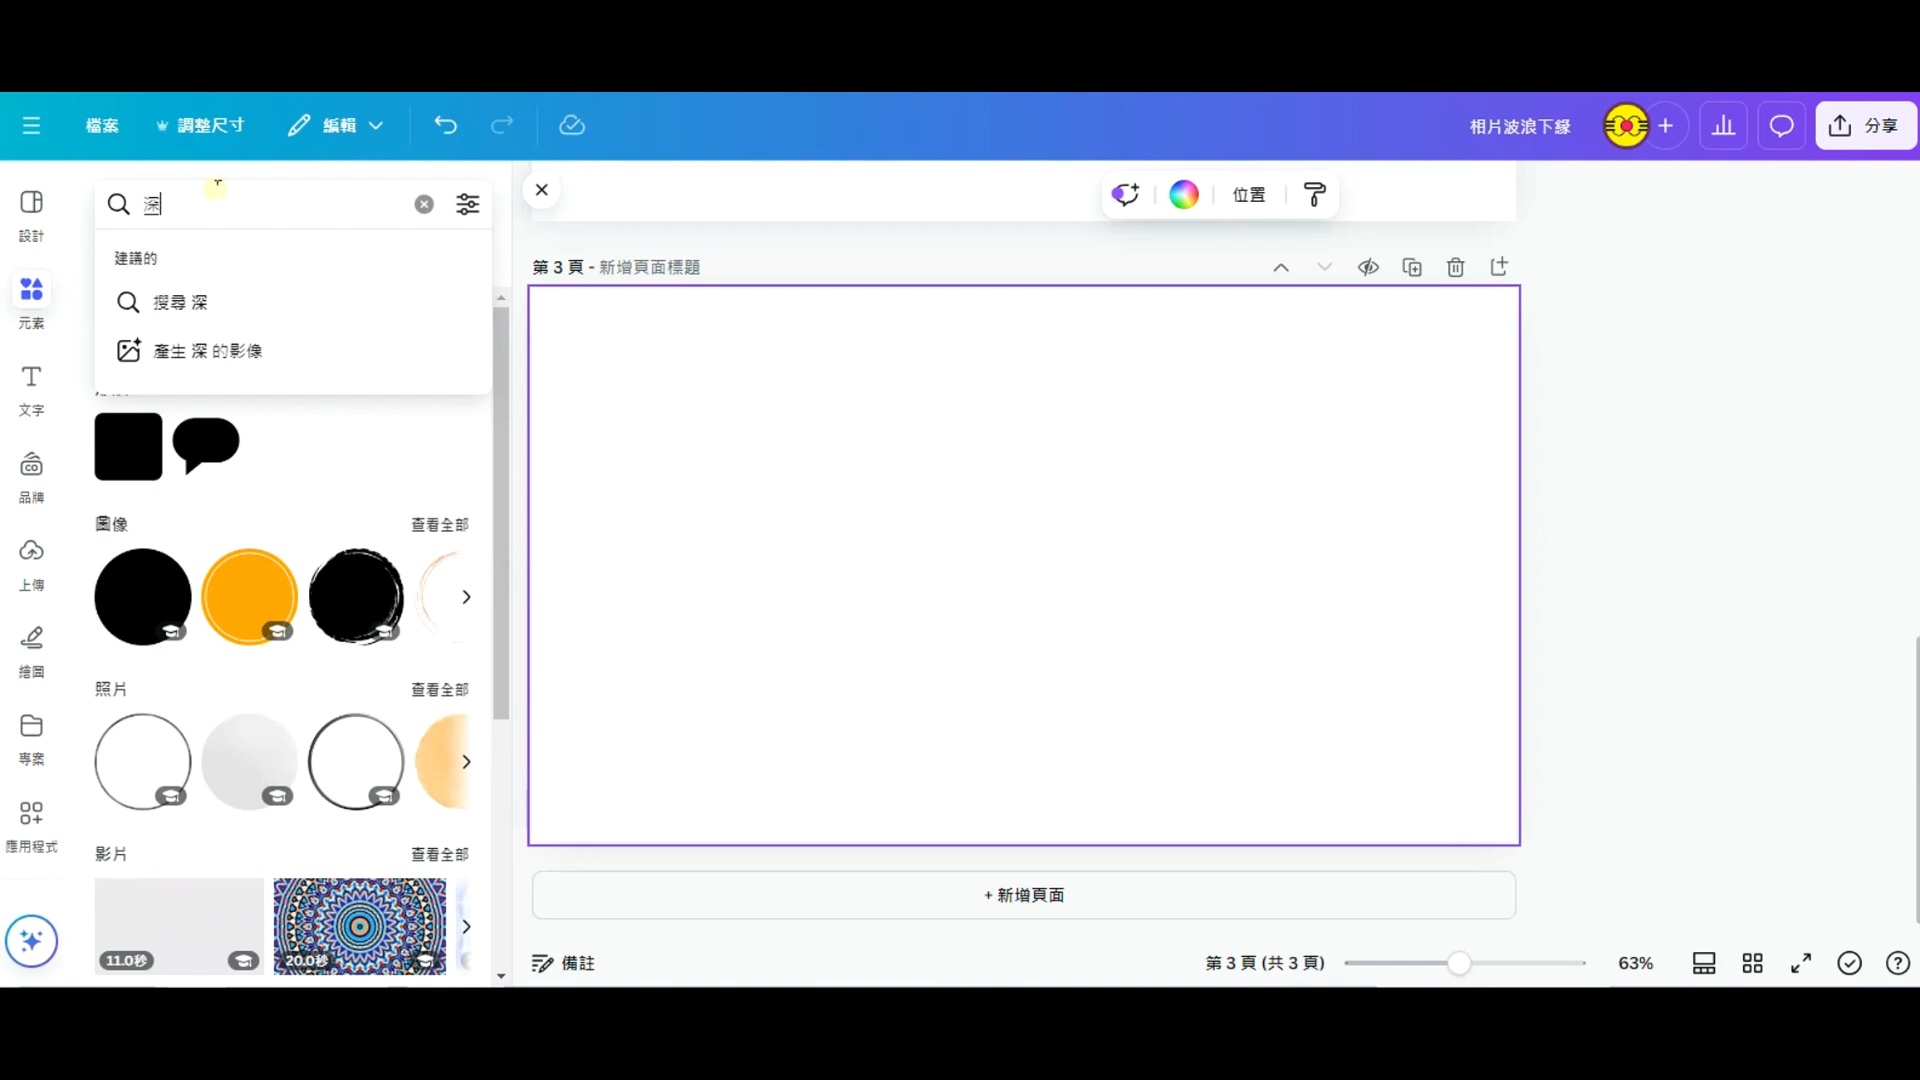 檔案
調整尺寸
編輯
相片波浪下緣
分享
設計
元素
文字
品牌
上傳
繪圖
專案
應用程式
深
建議的
搜尋 深
產生 深 的影像
圖像
查看全部
照片
查看全部
影片
查看全部
11.0秒
20.0秒
位置
第 3 頁 - 新增頁面標題
+ 新增頁面
備註
第 3 頁 (共 3 頁)
63%